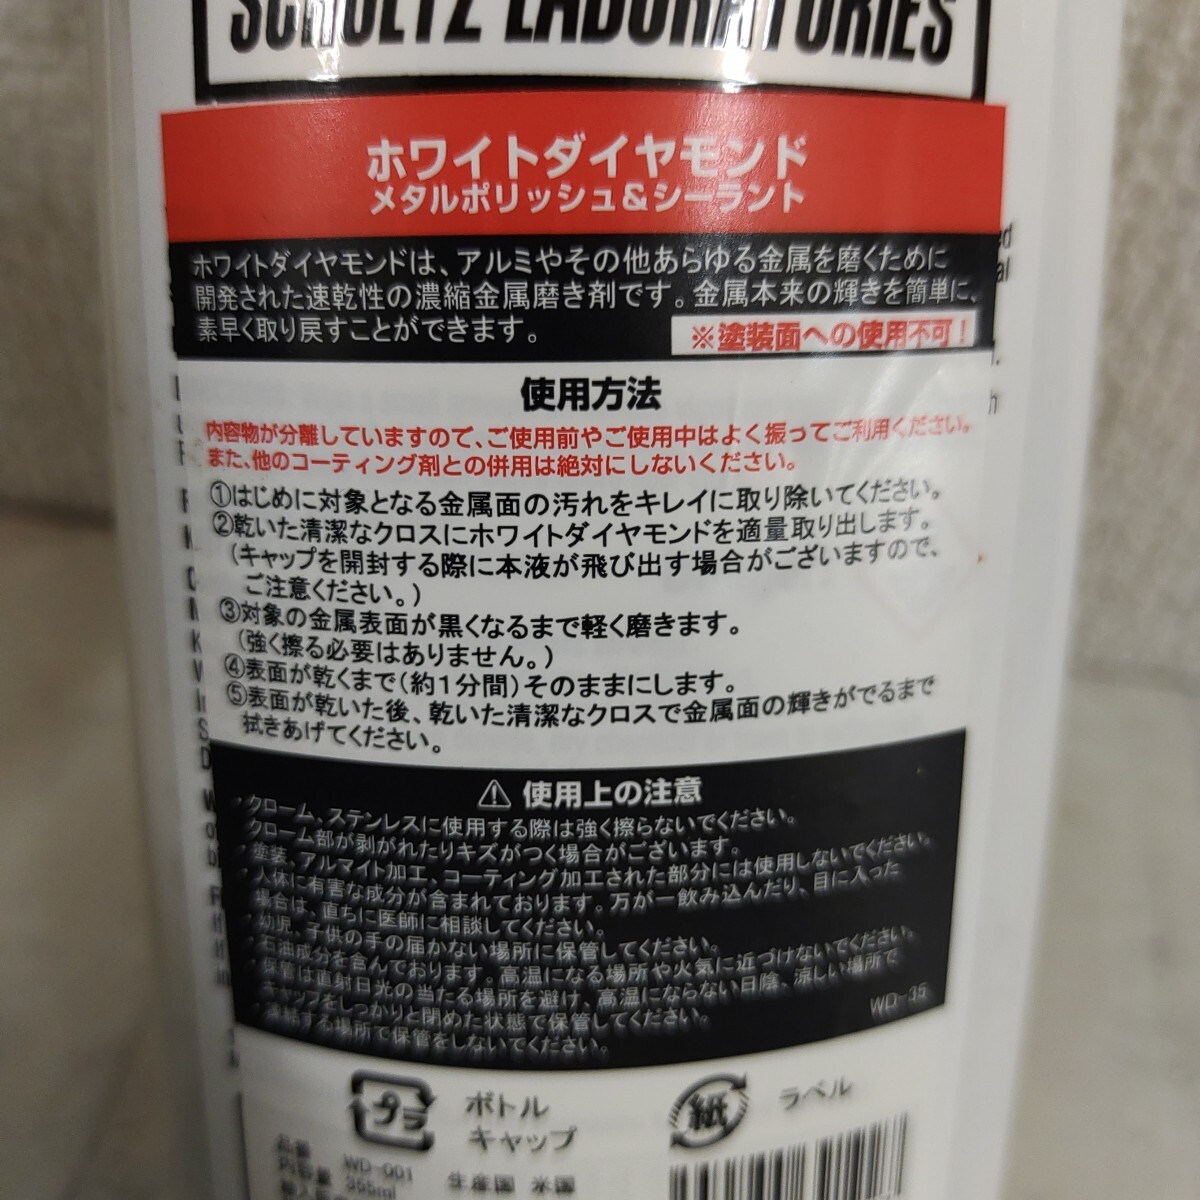 SCHULTZ LABORATORIES
ホワイトダイヤモンド
メタルポリッシュ&シーラント
ホワイトダイヤモンドは、アルミやその他あらゆる金属を磨くために
開発された速乾性の濃縮金属磨き剤です。金属本来の輝きを簡単に、
素早く取り戻すことができます。
※塗装面への使用不可!
使用方法
内容物が分離していますので、ご使用前やご使用中はよく振ってご利用ください。
また、他のコーティング剤との併用は絶対にしないください。
①はじめに対象となる金属面の汚れをキレイに取り除いてください。
②乾いた清潔なクロスにホワイトダイヤモンドを適量取り出します。
(キャップを開封する際に本液が飛び出す場合がございますので、
ご注意ください。)
③対象の金属表面が黒くなるまで軽く磨きます。
(強く擦る必要はありません。)
④表面が乾くまで(約1分間)そのままにします。
⑤表面が乾いた後、乾いた清潔なクロスで金属面の輝きがでるまで
拭きあげてください。
⚠ 使用上の注意
・クローム、ステンレスに使用する際は強く擦らないでください。
クローム部が剥がれたりキズがつく場合がございます。
・塗装、アルマイト加工、コーティング加工された部分には使用しないでください。
・人体に有害な成分が含まれております。万が一飲み込んだり、目に入った
場合は、直ちに医師に相談してください。
・幼児、子供の手の届かない場所に保管してください。
・石油成分を含んでおります。高温になる場所や火気に近づけないでください。
・保管は直射日光の当たる場所を避け、高温にならない日陰、涼しい場所で
キャップをしっかりと閉めた状態で保管してください。
・凍結する場所で保管をしないでください。
WD-35
プラ
ボトル
キャップ
紙
ラベル
品番 WD-001
内容量 355ml
生産国 米国